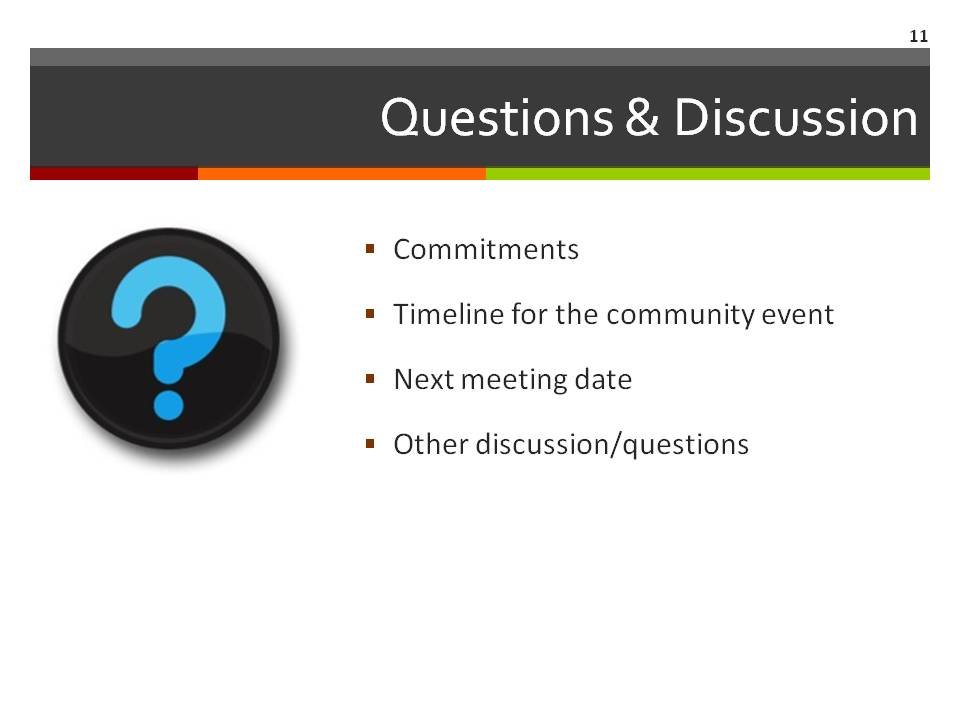 11
Questions & Discussion
▪ Commitments
▪ Timeline for the community event
▪ Next meeting date
▪ Other discussion/questions